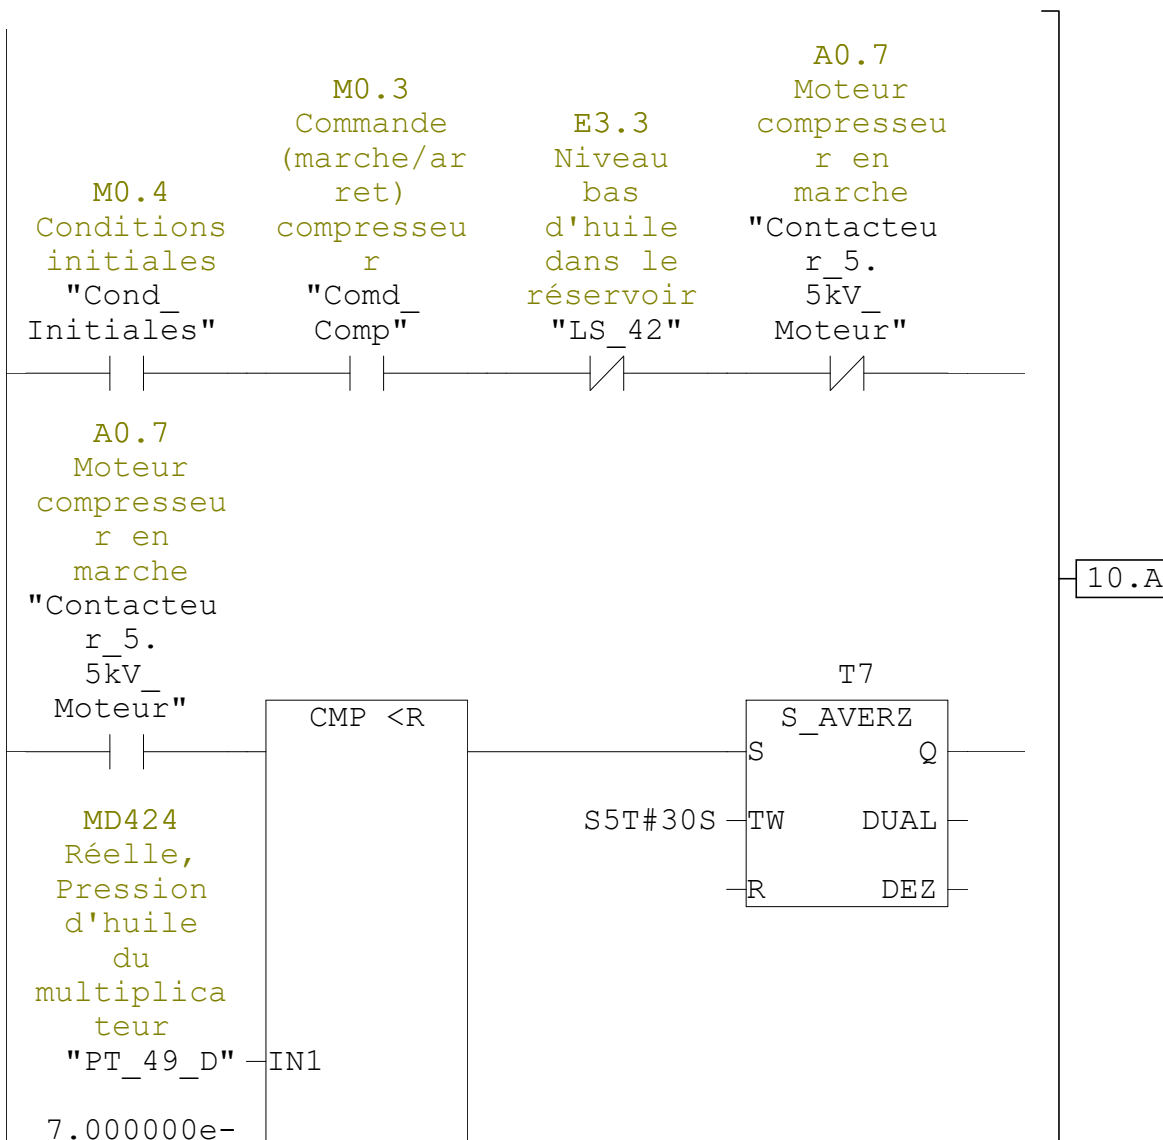 M0.4
Conditions
initiales
"Cond_
Initiales"
M0.3
Commande
(marche/ar
ret)
compresseu
r
"Comd_
Comp"
E3.3
Niveau
bas
d'huile
dans le
réservoir
"LS_42"
A0.7
Moteur
compresseu
r en
marche
"Contacteu
r_5.
5kV_
Moteur"
10.A
A0.7
Moteur
compresseu
r en
marche
"Contacteu
r_5.
5kV_
Moteur"
CMP <R
T7
S_AVERZ
S
Q
S5T#30S
TW
DUAL
R
DEZ
MD424
Réelle,
Pression
d'huile
du
multiplica
teur
"PT_49_D"
IN1
7.000000e-